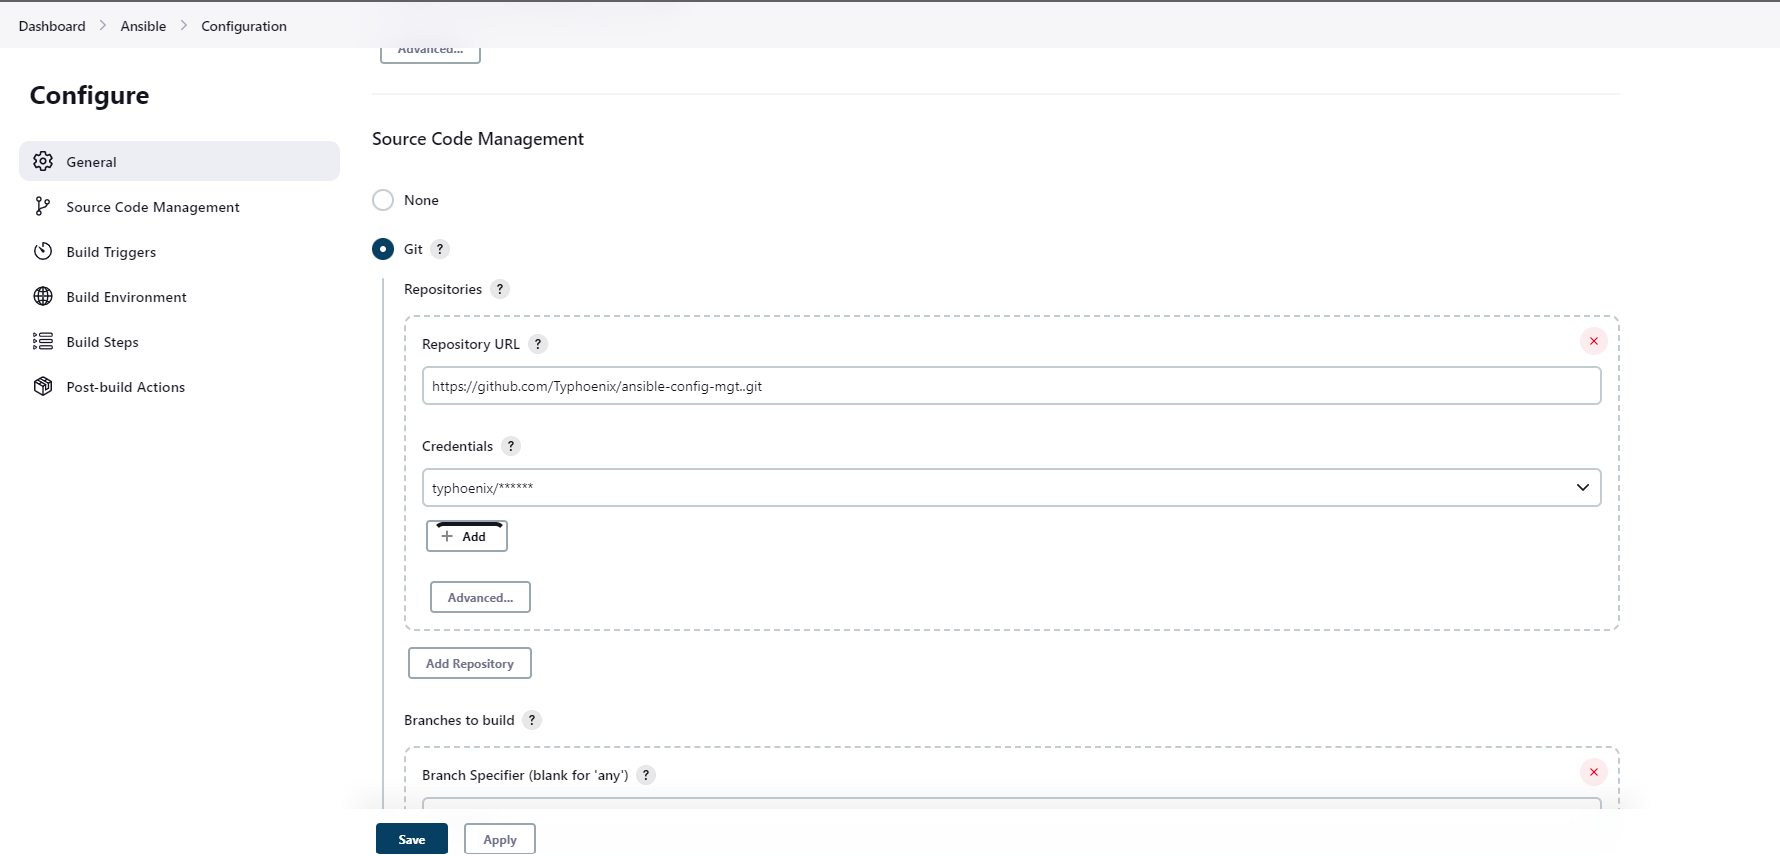 Dashboard > Ansible > Configuration
Advanced...
Configure
General
Source Code Management
Build Triggers
Build Environment
Build Steps
Post-build Actions
Source Code Management
None
Git ?
Repositories ?
Repository URL ?
https://github.com/Typhoenix/ansible-config-mgt..git
Credentials ?
typhoenix/******
+ Add
Advanced...
Add Repository
Branches to build ?
Branch Specifier (blank for 'any') ?
Save Apply